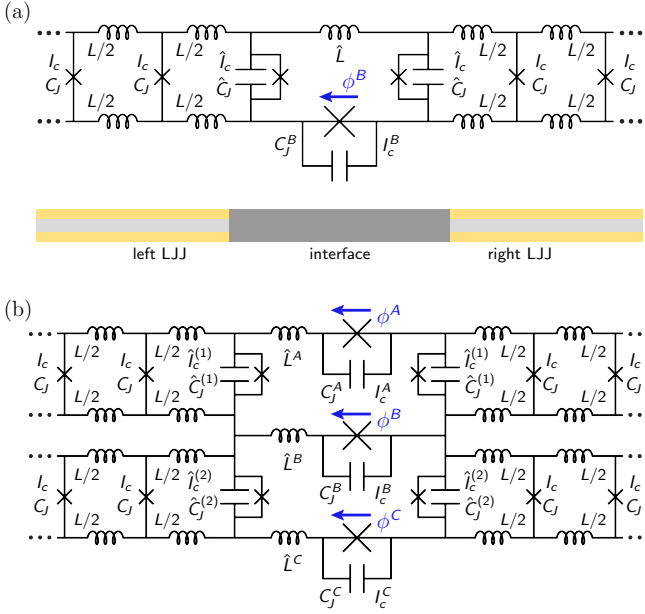 (a)
L/2 L/2 L̂ L/2 L/2
I_c I_c Î_c ϕ^B Î_c I_c I_c
C_J C_J Ĉ_J Ĉ_J C_J C_J
L/2 L/2 L/2 L/2
C_J^B I_c^B
left LJJ interface right LJJ
(b)
ϕ^A
L/2 L/2 L̂^A L/2 L/2
I_c I_c Î_c^(1) Î_c^(1) I_c I_c
C_J C_J Ĉ_J^(1) C_J^A I_c^A Ĉ_J^(1) C_J C_J
L/2 L/2 ϕ^B L/2 L/2
L/2 L/2 L̂^B L/2 L/2
I_c I_c Î_c^(2) C_J^B I_c^B Î_c^(2) I_c I_c
C_J C_J Ĉ_J^(2) Ĉ_J^(2) C_J C_J
L/2 L/2 ϕ^C L/2 L/2
L̂^C
C_J^C I_c^C